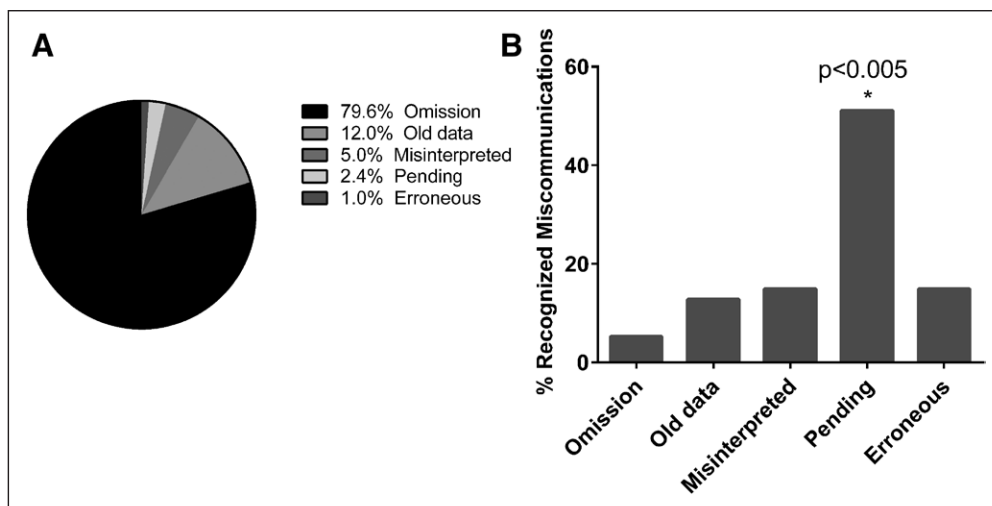 A
79.6% Omission
12.0% Old data
5.0% Misinterpreted
2.4% Pending
1.0% Erroneous
B
% Recognized Miscommunications
60
40
20
0
p<0.005
*
Omission
Old data
Misinterpreted
Pending
Erroneous